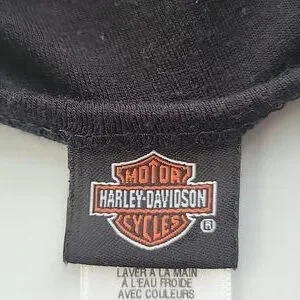 MOTOR
HARLEY-DAVIDSON
CYCLES
®
LAVER A LA MAIN
A L'EAU FROIDE
AVEC COULEURS